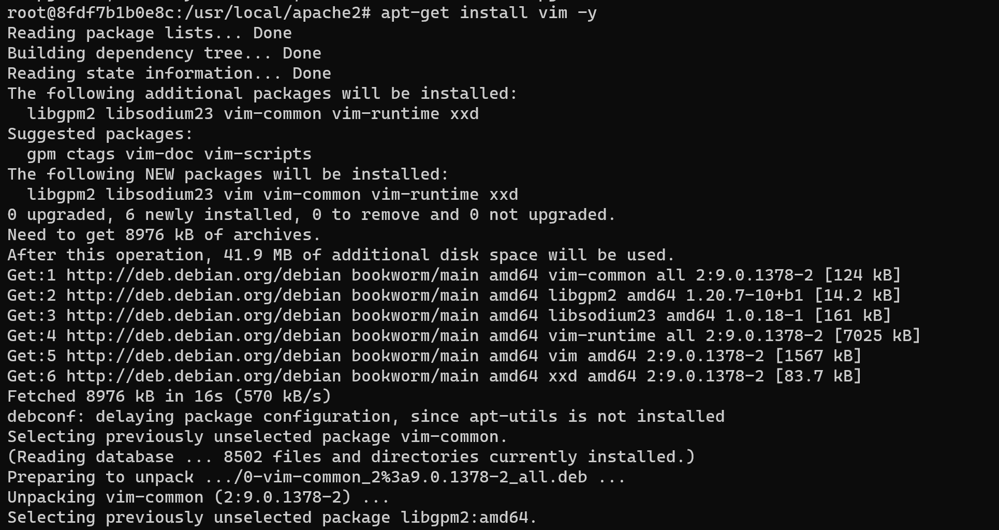 root@8fdf7b1b0e8c:/usr/local/apache2# apt-get install vim -y
Reading package lists... Done
Building dependency tree... Done
Reading state information... Done
The following additional packages will be installed:
  libgpm2 libsodium23 vim-common vim-runtime xxd
Suggested packages:
  gpm ctags vim-doc vim-scripts
The following NEW packages will be installed:
  libgpm2 libsodium23 vim vim-common vim-runtime xxd
0 upgraded, 6 newly installed, 0 to remove and 0 not upgraded.
Need to get 8976 kB of archives.
After this operation, 41.9 MB of additional disk space will be used.
Get:1 http://deb.debian.org/debian bookworm/main amd64 vim-common all 2:9.0.1378-2 [124 kB]
Get:2 http://deb.debian.org/debian bookworm/main amd64 libgpm2 amd64 1.20.7-10+b1 [14.2 kB]
Get:3 http://deb.debian.org/debian bookworm/main amd64 libsodium23 amd64 1.0.18-1 [161 kB]
Get:4 http://deb.debian.org/debian bookworm/main amd64 vim-runtime all 2:9.0.1378-2 [7025 kB]
Get:5 http://deb.debian.org/debian bookworm/main amd64 vim amd64 2:9.0.1378-2 [1567 kB]
Get:6 http://deb.debian.org/debian bookworm/main amd64 xxd amd64 2:9.0.1378-2 [83.7 kB]
Fetched 8976 kB in 16s (570 kB/s)
debconf: delaying package configuration, since apt-utils is not installed
Selecting previously unselected package vim-common.
(Reading database ... 8502 files and directories currently installed.)
Preparing to unpack .../0-vim-common_2%3a9.0.1378-2_all.deb ...
Unpacking vim-common (2:9.0.1378-2) ...
Selecting previously unselected package libgpm2:amd64.